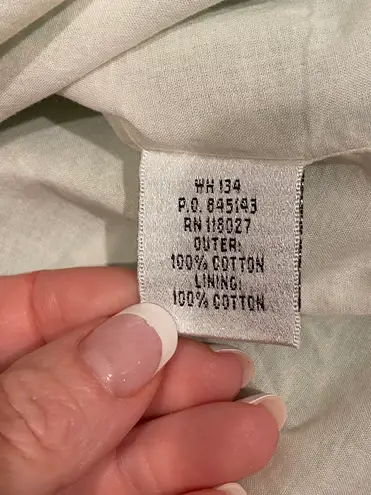 WH 134
P.O. 845143
RN 118027
OUTER:
100% COTTON
LINING:
100% COTTON